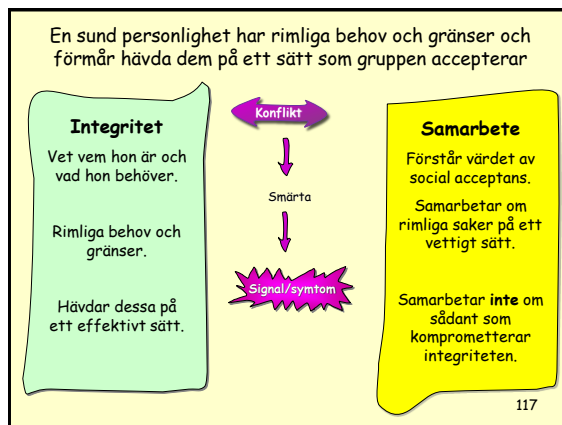 En sund personlighet har rimliga behov och gränser och
förmår hävda dem på ett sätt som gruppen accepterar
Integritet
Vet vem hon är och
vad hon behöver.
Rimliga behov och
gränser.
Hävdar dessa på
ett effektivt sätt.
Konflikt
Smärta
Signal/symtom
Samarbete
Förstår värdet av
social acceptans.
Samarbetar om
rimliga saker på ett
vettigt sätt.
Samarbetar inte om
sådant som
komprometterar
integriteten.
117